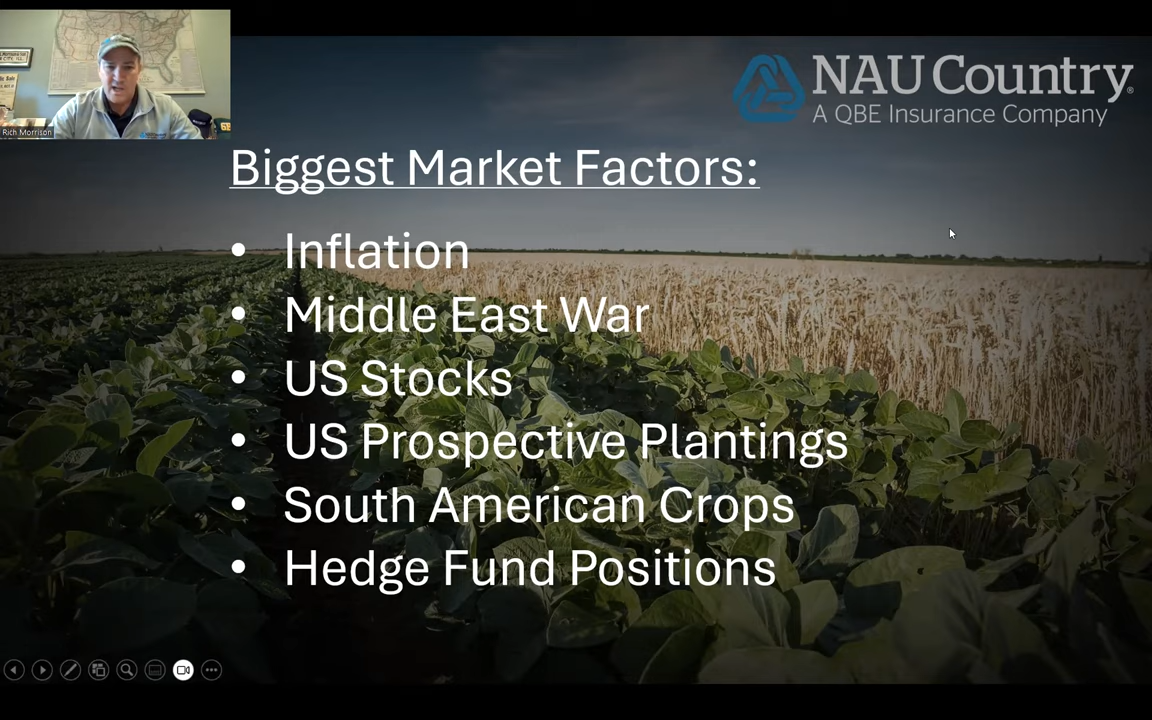 Rich Morrison
NAU Country®
A QBE Insurance Company
Biggest Market Factors:
• Inflation
• Middle East War
• US Stocks
• US Prospective Plantings
• South American Crops
• Hedge Fund Positions